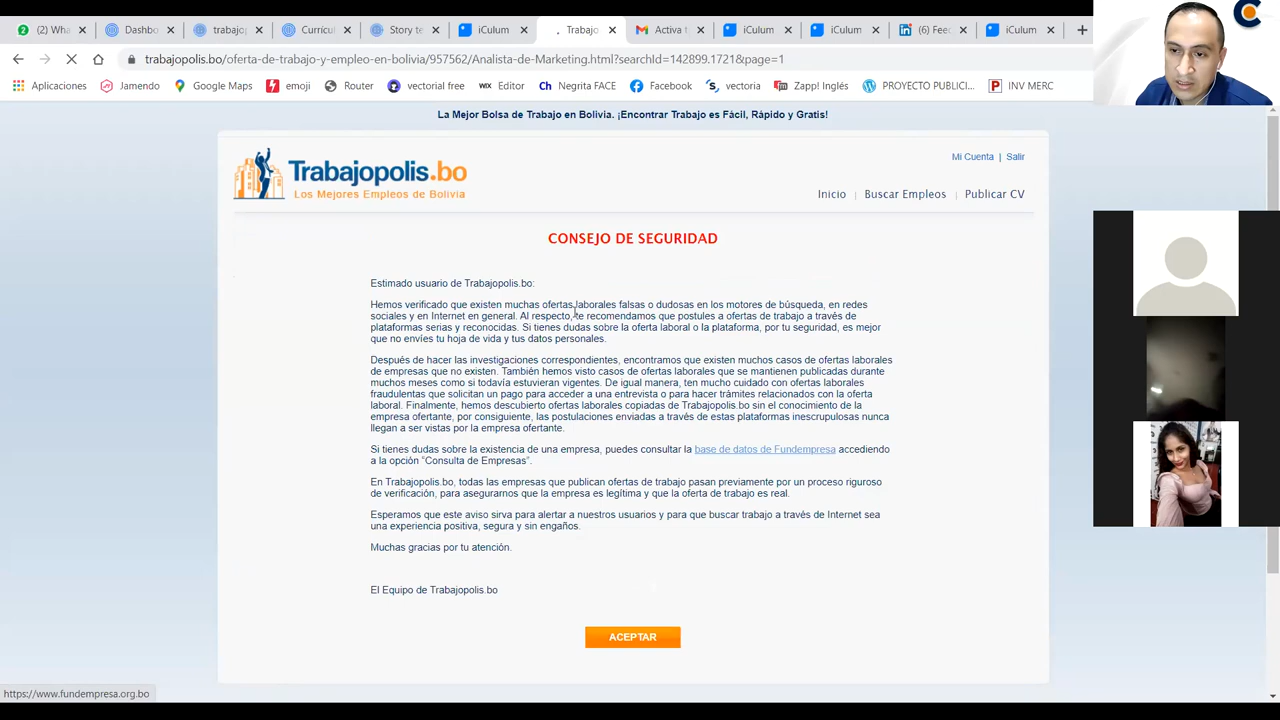 (2) Wha
Dashbo
trabajo
Currícu
Story te
iCulum
Trabajo
Activa t
iCulum
iCulum
(6) Feed
iCulum
trabajopolis.bo/oferta-de-trabajo-y-empleo-en-bolivia/957562/Analista-de-Marketing.html?searchId=142899.1721&page=1
Aplicaciones
Jamendo
Google Maps
emoji
Router
vectorial free
WIX Editor
Ch Negrita FACE
Facebook
vectoria
Zapp! Inglés
PROYECTO PUBLICI...
INV MERC
La Mejor Bolsa de Trabajo en Bolivia. ¡Encontrar Trabajo es Fácil, Rápido y Gratis!
Trabajopolis.bo
Los Mejores Empleos de Bolivia
Mi Cuenta | Salir
Inicio | Buscar Empleos | Publicar CV
CONSEJO DE SEGURIDAD
Estimado usuario de Trabajopolis.bo:
Hemos verificado que existen muchas ofertas laborales falsas o dudosas en los motores de búsqueda, en redes
sociales y en Internet en general. Al respecto, te recomendamos que postules a ofertas de trabajo a través de
plataformas serias y reconocidas. Si tienes dudas sobre la oferta laboral o la plataforma, por tu seguridad, es mejor
que no envíes tu hoja de vida y tus datos personales.
Después de hacer las investigaciones correspondientes, encontramos que existen muchos casos de ofertas laborales
de empresas que no existen. También hemos visto casos de ofertas laborales que se mantienen publicadas durante
muchos meses como si todavía estuvieran vigentes. De igual manera, ten mucho cuidado con ofertas laborales
fraudulentas que solicitan un pago para acceder a una entrevista o para hacer trámites relacionados con la oferta
laboral. Finalmente, hemos descubierto ofertas laborales copiadas de Trabajopolis.bo sin el conocimiento de la
empresa ofertante, por consiguiente, las postulaciones enviadas a través de estas plataformas inescrupulosas nunca
llegan a ser vistas por la empresa ofertante.
Si tienes dudas sobre la existencia de una empresa, puedes consultar la base de datos de Fundempresa accediendo
a la opción “Consulta de Empresas”.
En Trabajopolis.bo, todas las empresas que publican ofertas de trabajo pasan previamente por un proceso riguroso
de verificación, para asegurarnos que la empresa es legítima y que la oferta de trabajo es real.
Esperamos que este aviso sirva para alertar a nuestros usuarios y para que buscar trabajo a través de Internet sea
una experiencia positiva, segura y sin engaños.
Muchas gracias por tu atención.
El Equipo de Trabajopolis.bo
ACEPTAR
https://www.fundempresa.org.bo